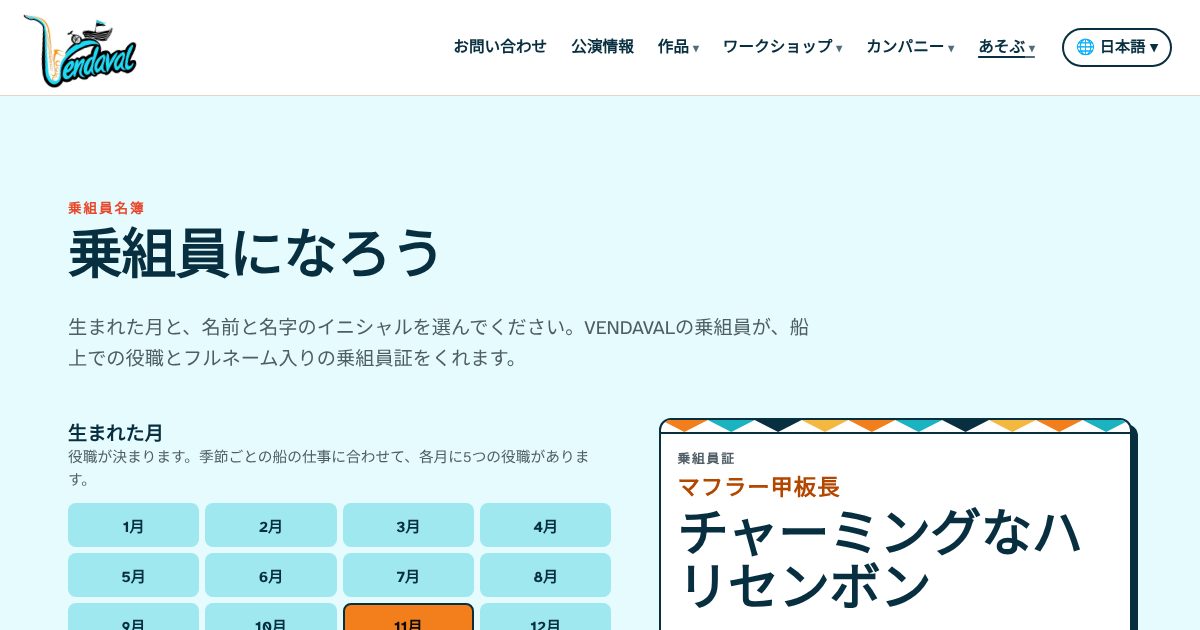 Vendaval
お問い合わせ 公演情報 作品 ▾ ワークショップ ▾ カンパニー ▾ あそぶ ▾ 🌐 日本語 ▾
乗組員名簿
乗組員になろう
生まれた月と、名前と名字のイニシャルを選んでください。VENDAVALの乗組員が、船
上での役職とフルネーム入りの乗組員証をくれます。
生まれた月
役職が決まります。季節ごとの船の仕事に合わせて、各月に5つの役職がありま
す。
1月 2月 3月 4月
5月 6月 7月 8月
9月 10月 11月 12月
乗組員証
マフラー甲板長
チャーミングなハ
リセンボン